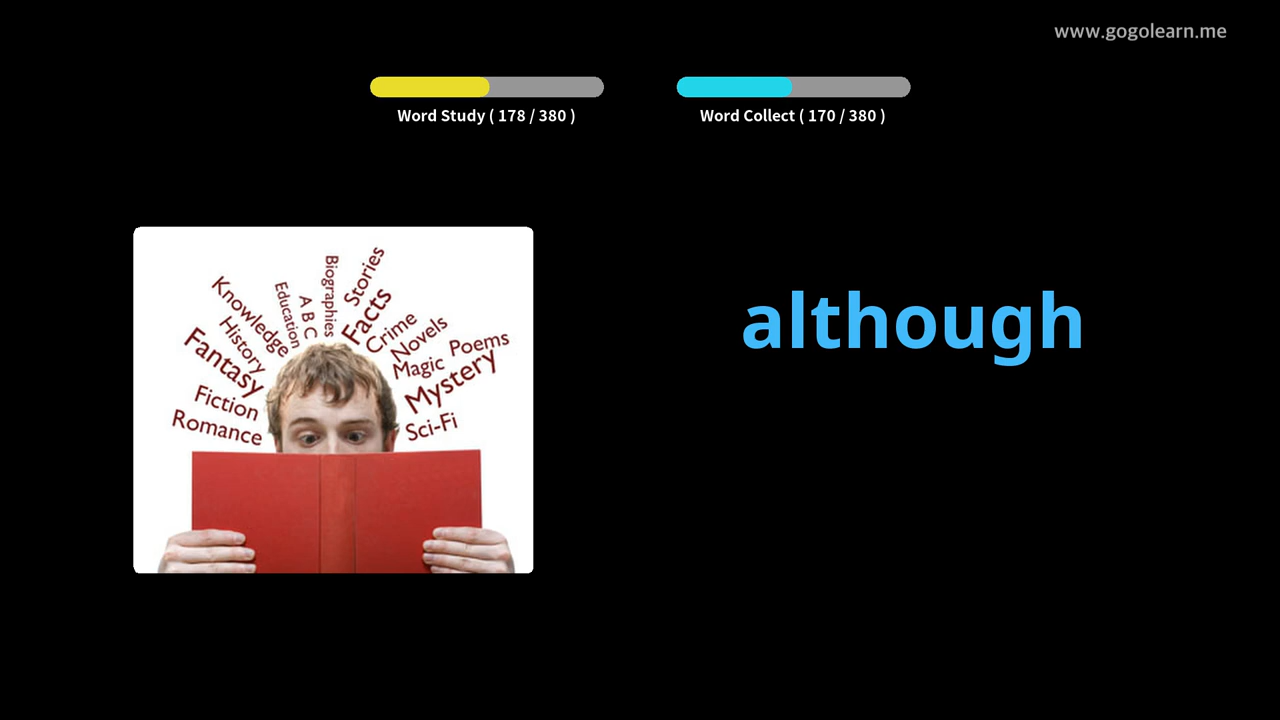 www.gogolearn.me
Word Study ( 178 / 380 )
Word Collect ( 170 / 380 )
although
Stories
Biographies
Facts
A B C
Education
Knowledge
Crime
Novels
History
Poems
Fantasy
Magic
Mystery
Fiction
Sci-Fi
Romance